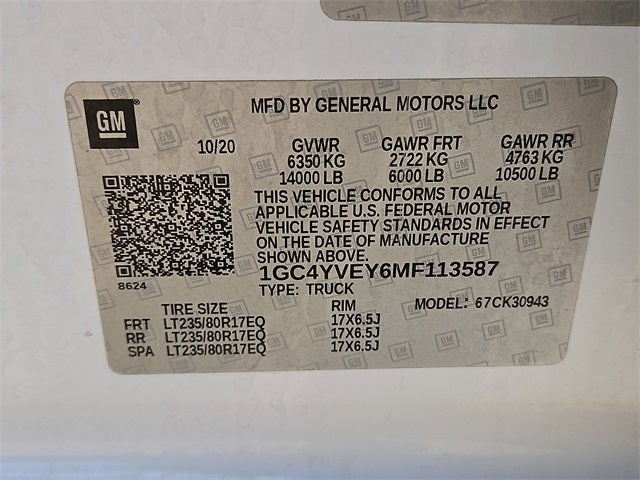 GM
MFD BY GENERAL MOTORS LLC
10/20 GVWR GAWR FRT GAWR RR
6350 KG 2722 KG 4763 KG
14000 LB 6000 LB 10500 LB
THIS VEHICLE CONFORMS TO ALL
APPLICABLE U.S. FEDERAL MOTOR
VEHICLE SAFETY STANDARDS IN EFFECT
ON THE DATE OF MANUFACTURE
SHOWN ABOVE.
1GC4YVEY6MF113587
8624
TYPE: TRUCK
TIRE SIZE RIM MODEL: 67CK30943
FRT LT235/80R17EQ 17X6.5J
RR LT235/80R17EQ 17X6.5J
SPA LT235/80R17EQ 17X6.5J